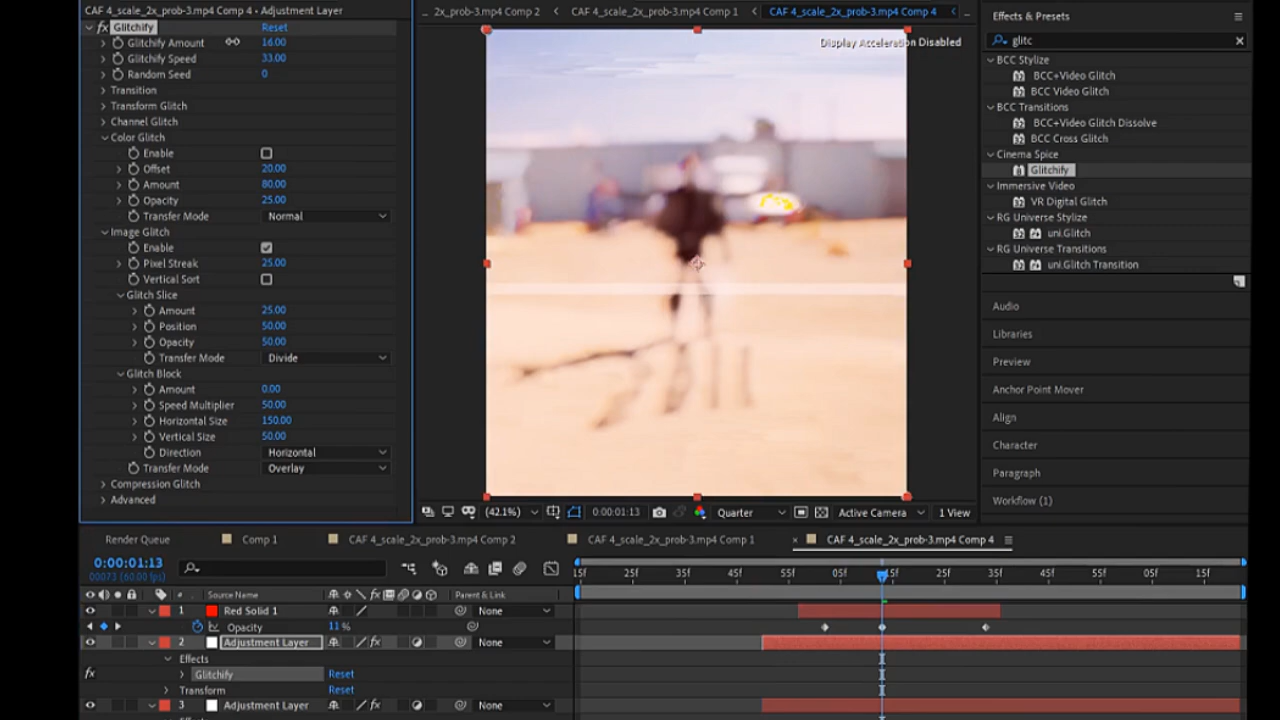 CAF 4_scale_2x_prob-3.mp4 Comp 4 • Adjustment Layer
fx Glitchify Reset
Glitchify Amount 16.00
Glitchify Speed 33.00
Random Seed 0
Transition
Transform Glitch
Channel Glitch
Color Glitch
Enable
Offset 20.00
Amount 80.00
Opacity 25.00
Transfer Mode Normal
Image Glitch
Enable
Pixel Streak 25.00
Vertical Sort
Glitch Slice
Amount 25.00
Position 50.00
Opacity 50.00
Transfer Mode Divide
Glitch Block
Amount 0.00
Speed Multiplier 50.00
Horizontal Size 150.00
Vertical Size 50.00
Direction Horizontal
Transfer Mode Overlay
Compression Glitch
Advanced
2x_prob-3.mp4 Comp 2 CAF 4_scale_2x_prob-3.mp4 Comp 1 CAF 4_scale_2x_prob-3.mp4 Comp 4
Display Acceleration Disabled
(42.1%) 0:00:01:13 Quarter Active Camera 1 View
Effects & Presets
glitc
BCC Stylize
BCC+Video Glitch
BCC Video Glitch
BCC Transitions
BCC+Video Glitch Dissolve
BCC Cross Glitch
Cinema Spice
Glitchify
Immersive Video
VR Digital Glitch
RG Universe Stylize
uni.Glitch
RG Universe Transitions
uni.Glitch Transition
Audio
Libraries
Preview
Anchor Point Mover
Align
Character
Paragraph
Workflow (1)
Render Queue Comp 1 CAF 4_scale_2x_prob-3.mp4 Comp 2 CAF 4_scale_2x_prob-3.mp4 Comp 1 CAF 4_scale_2x_prob-3.mp4 Comp 4
0:00:01:13
00073 (60.00 fps)
15f 25f 35f 45f 55f 05f 15f 25f 35f 45f 55f 05f 15f
Source Name Parent & Link
1 Red Solid 1 None
Opacity 11 %
2 Adjustment Layer fx None
Effects
fx Glitchify Reset
Transform Reset
3 Adjustment Layer fx None